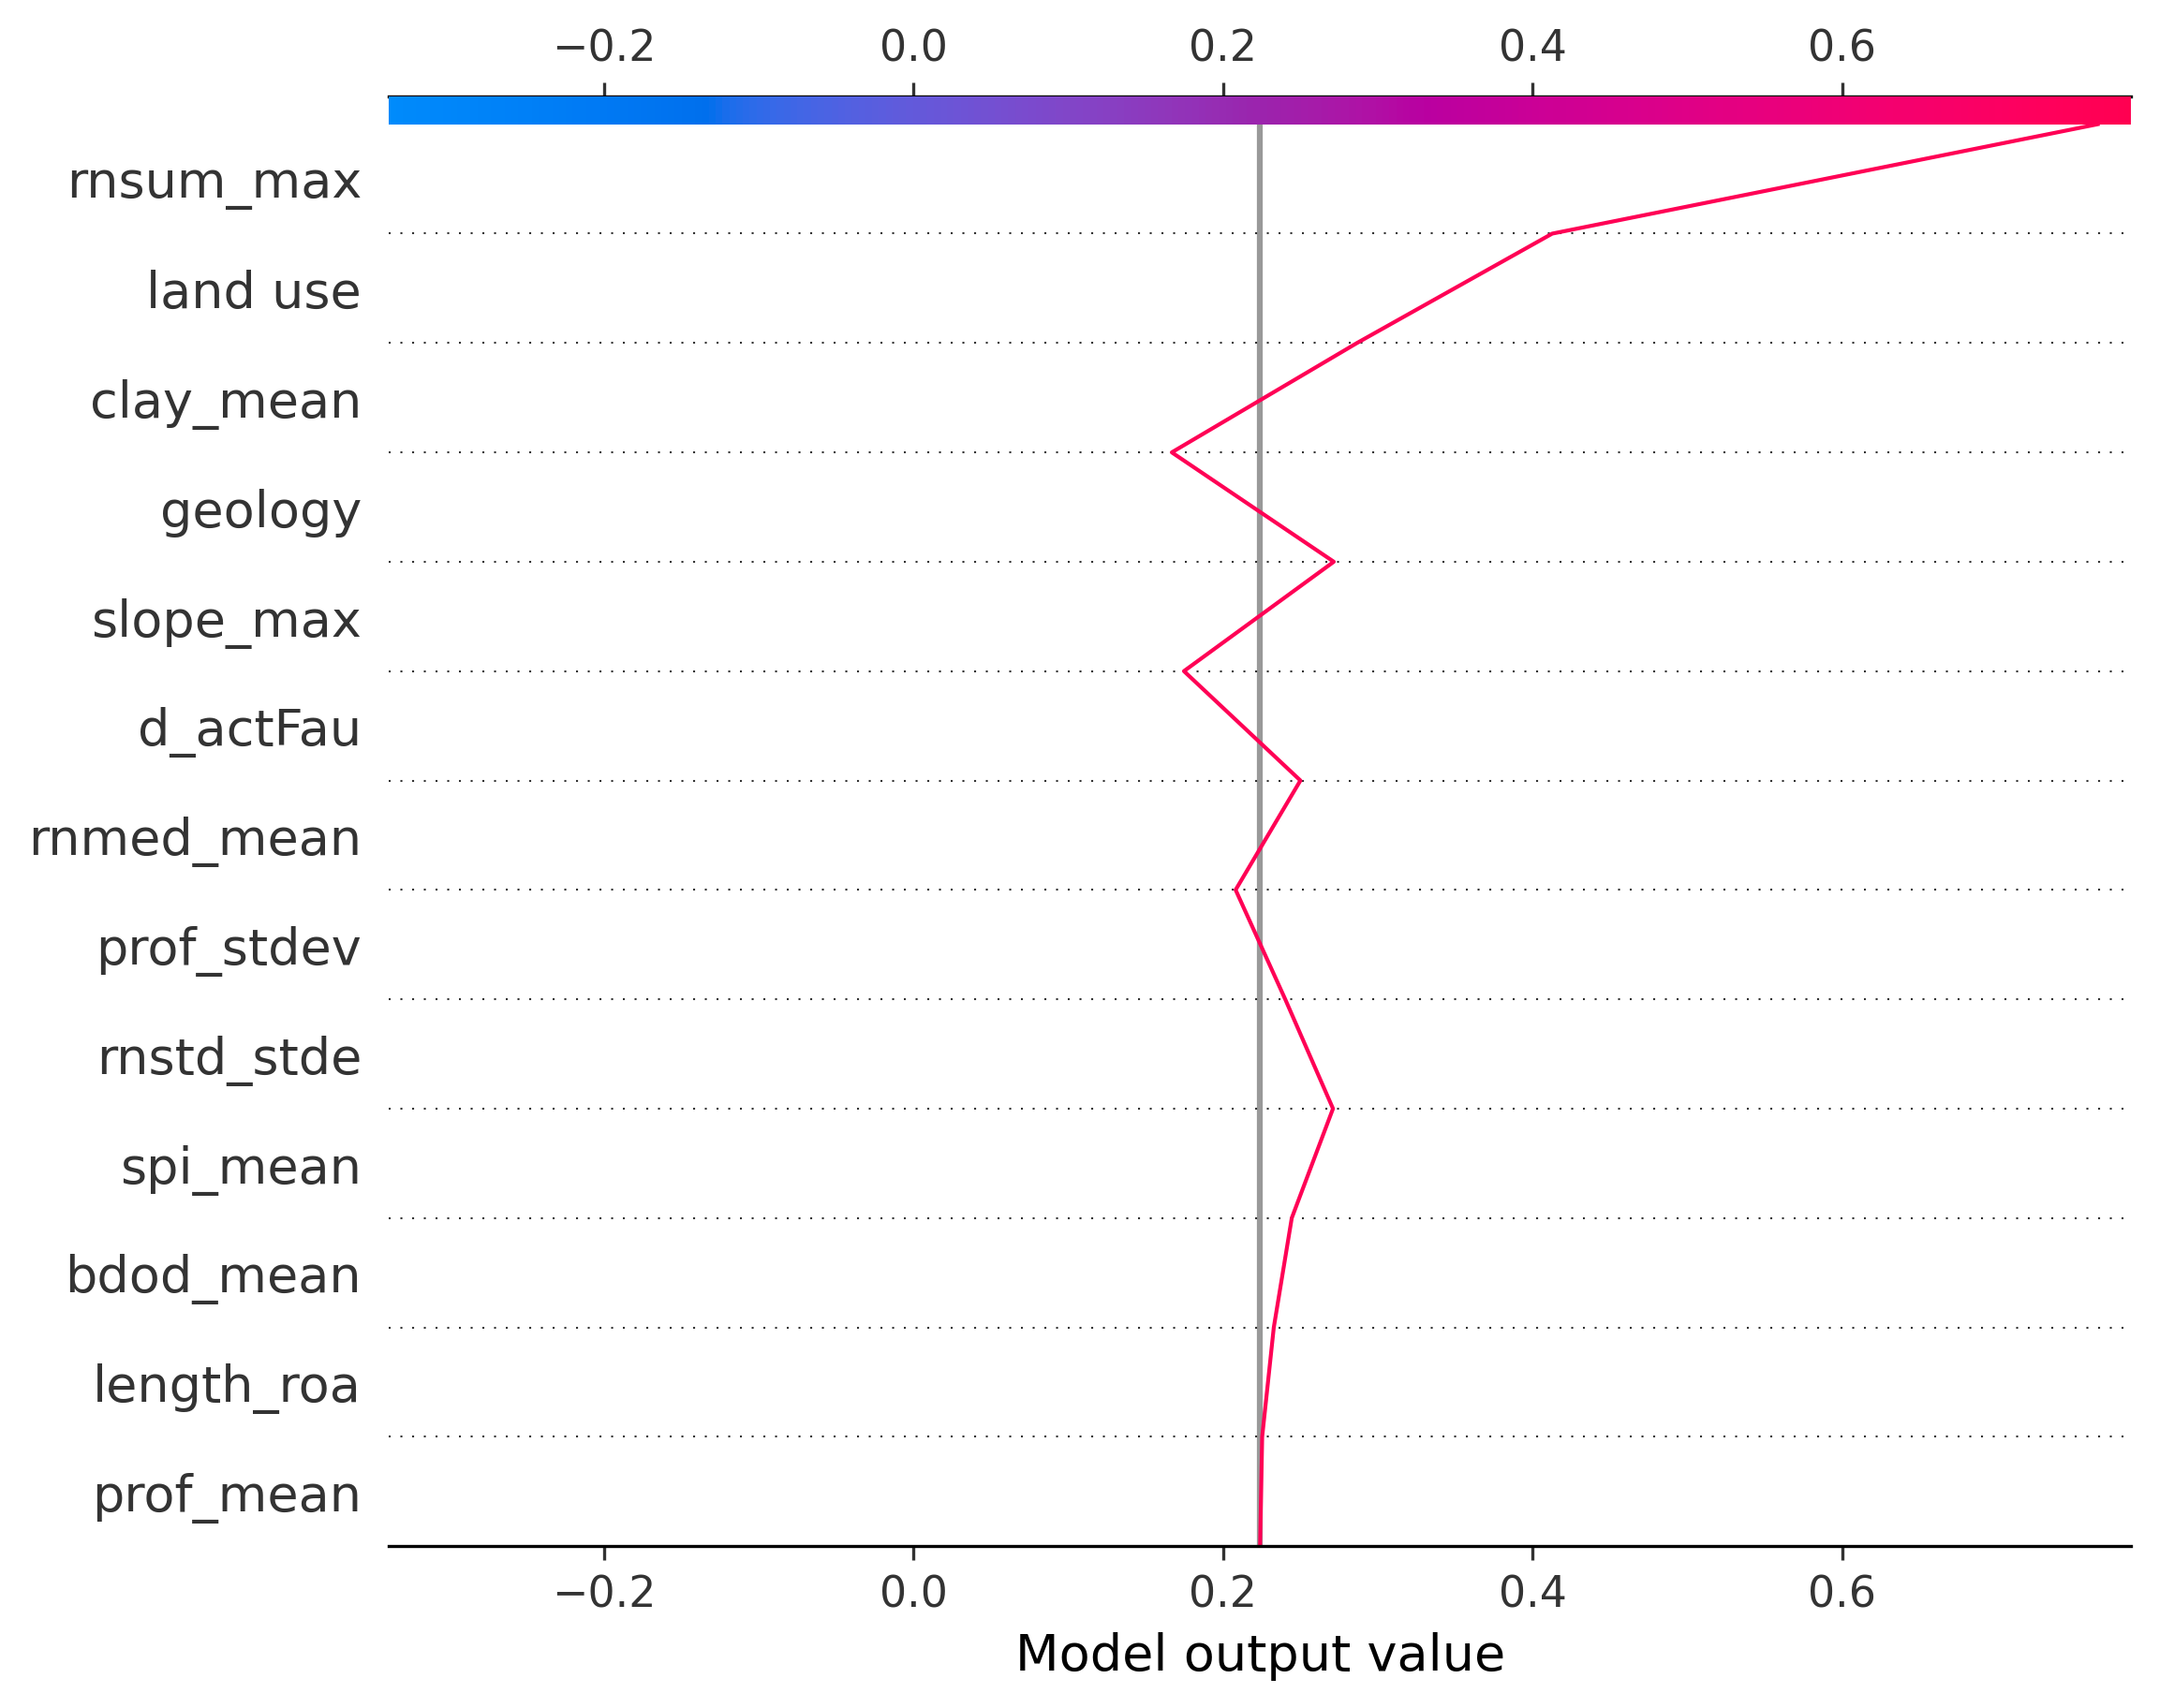 −0.2 0.0 0.2 0.4 0.6
rnsum_max
land use
clay_mean
geology
slope_max
d_actFau
rnmed_mean
prof_stdev
rnstd_stde
spi_mean
bdod_mean
length_roa
prof_mean
−0.2 0.0 0.2 0.4 0.6
Model output value